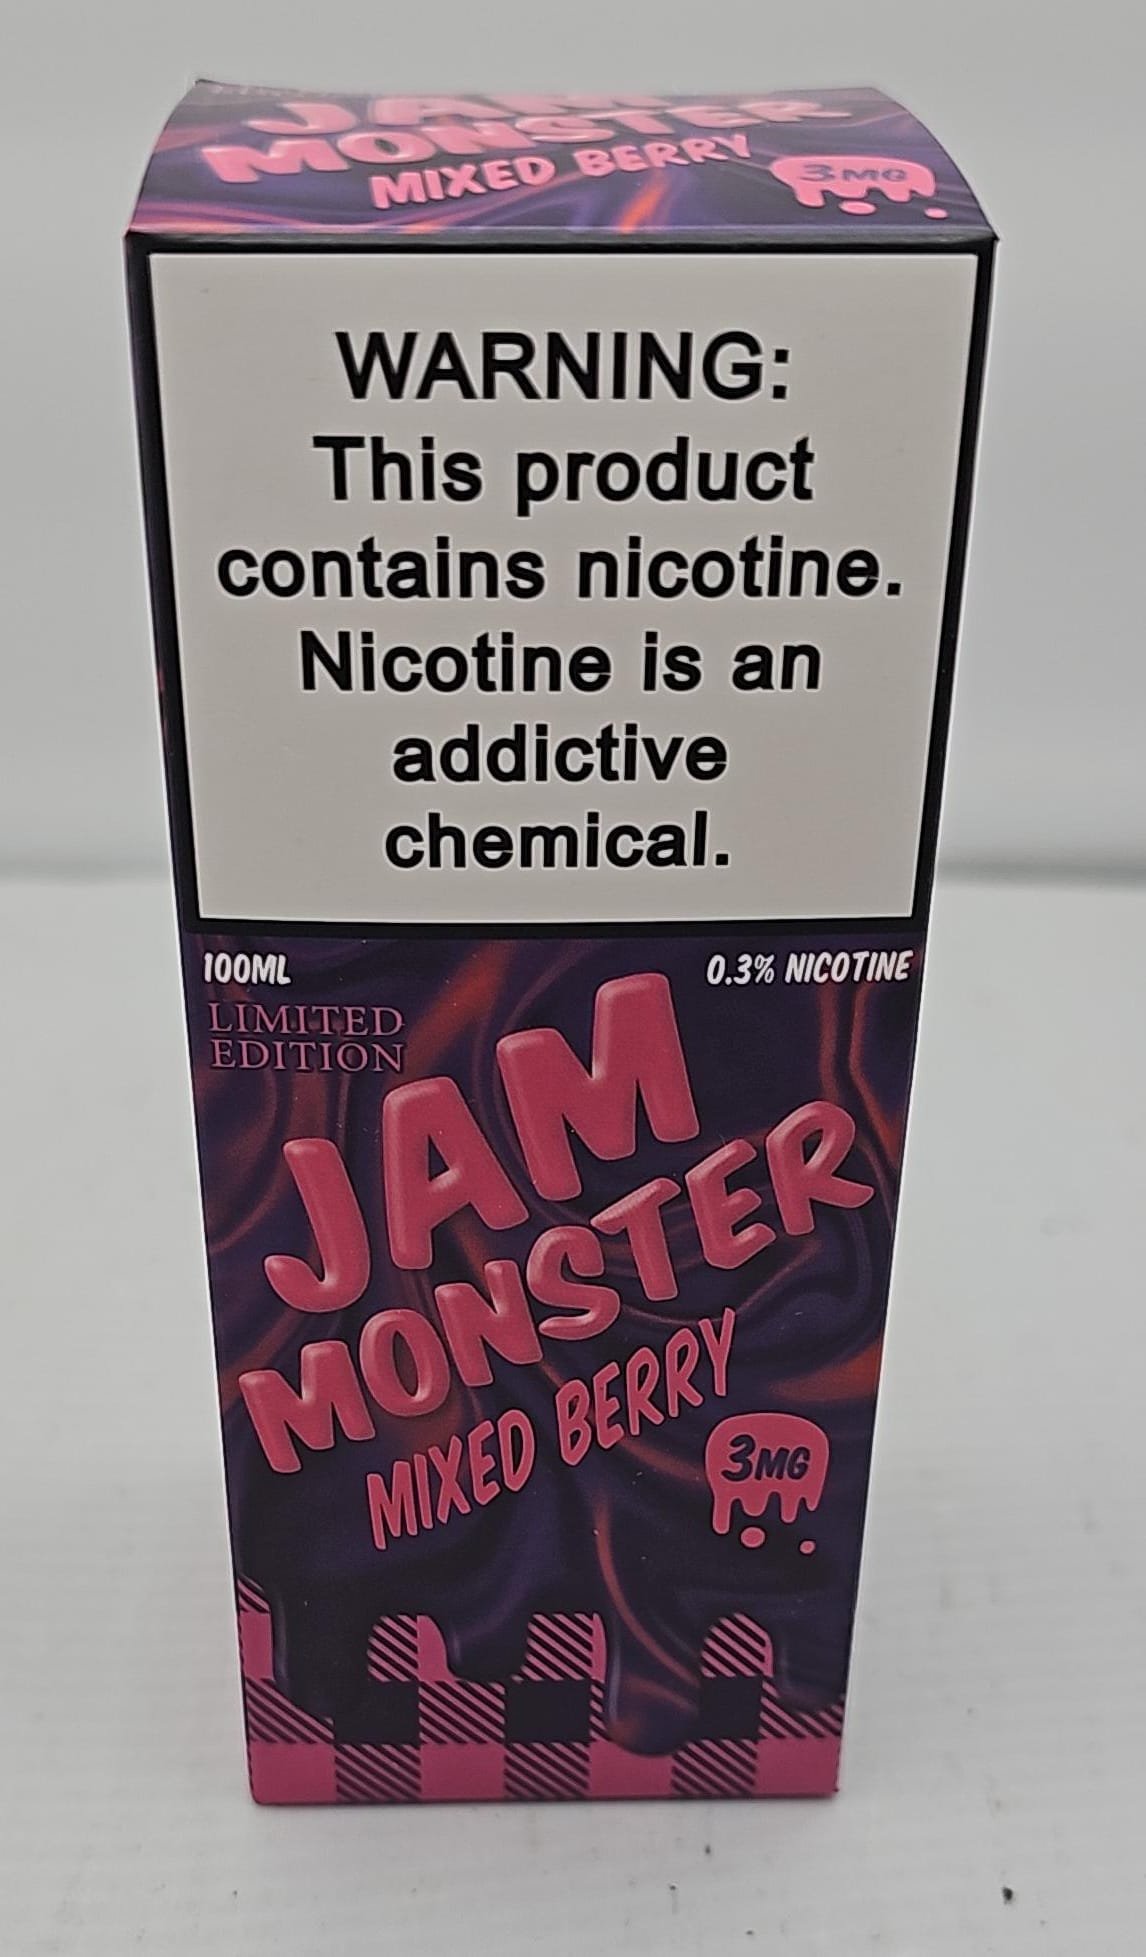 JAM
MONSTER
MIXED BERRY
3MG
WARNING:
This product
contains nicotine.
Nicotine is an
addictive
chemical.
100ML
0.3% NICOTINE
LIMITED
EDITION
JAM
MONSTER
MIXED BERRY
3MG